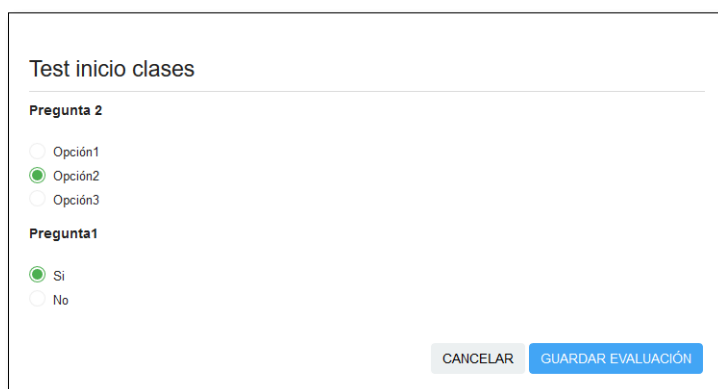 Test inicio clases
Pregunta 2
Opción1
Opción2
Opción3
Pregunta1
Si
No
CANCELAR GUARDAR EVALUACIÓN